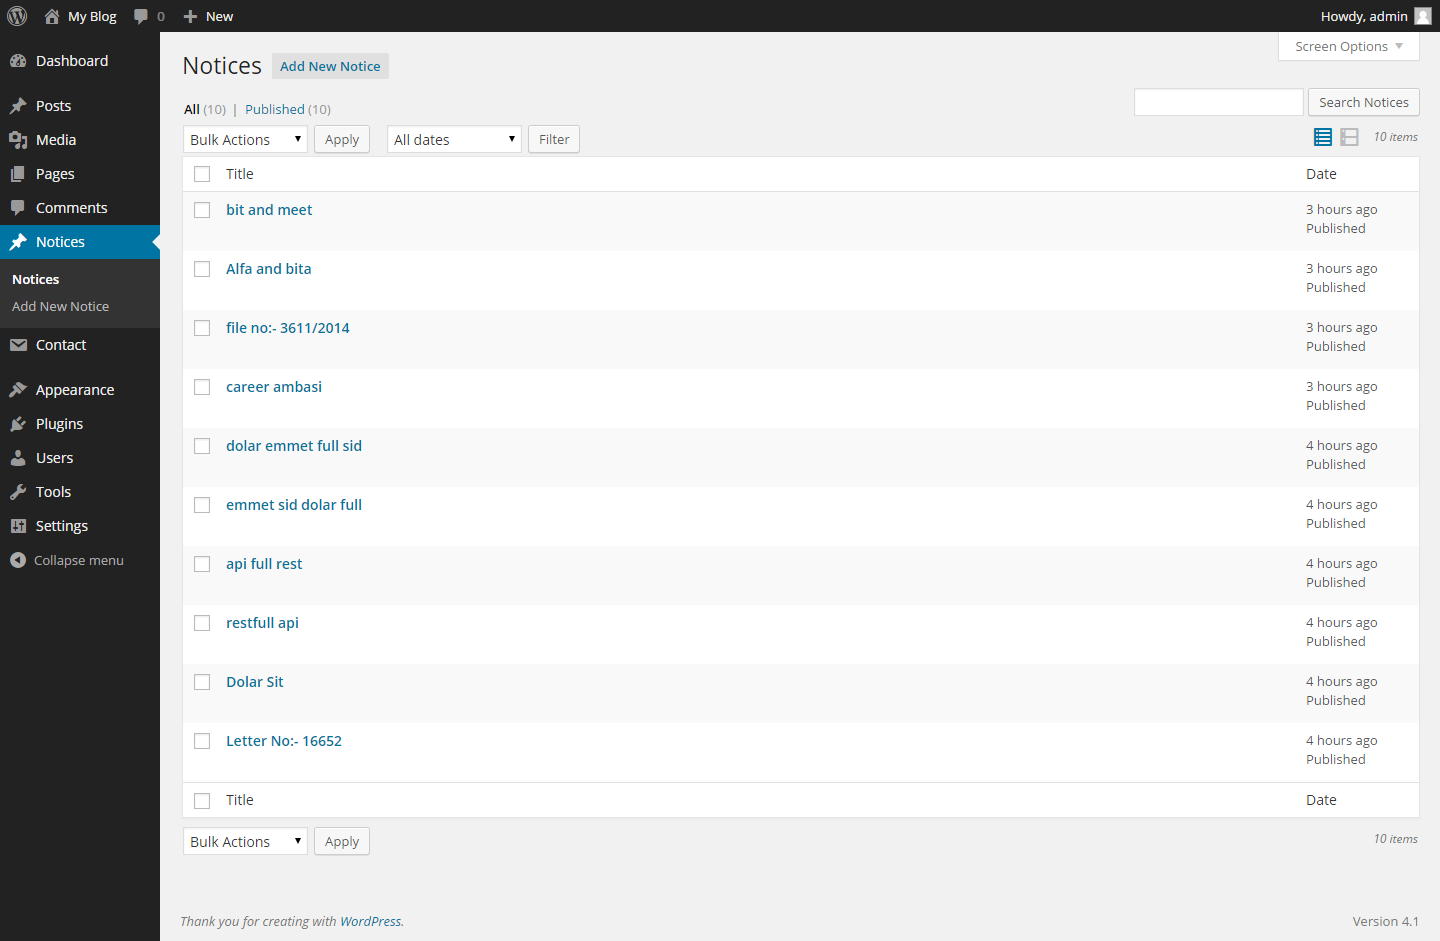 My Blog 0 New Howdy, admin
Dashboard
Posts
Media
Pages
Comments
Notices
Notices
Add New Notice
Contact
Appearance
Plugins
Users
Tools
Settings
Collapse menu
Screen Options
Notices Add New Notice
All (10) | Published (10)
Search Notices
Bulk Actions Apply All dates Filter 10 items
Title Date
bit and meet 3 hours ago
Published
Alfa and bita 3 hours ago
Published
file no:- 3611/2014 3 hours ago
Published
career ambasi 3 hours ago
Published
dolar emmet full sid 4 hours ago
Published
emmet sid dolar full 4 hours ago
Published
api full rest 4 hours ago
Published
restfull api 4 hours ago
Published
Dolar Sit 4 hours ago
Published
Letter No:- 16652 4 hours ago
Published
Title Date
Bulk Actions Apply 10 items
Thank you for creating with WordPress. Version 4.1